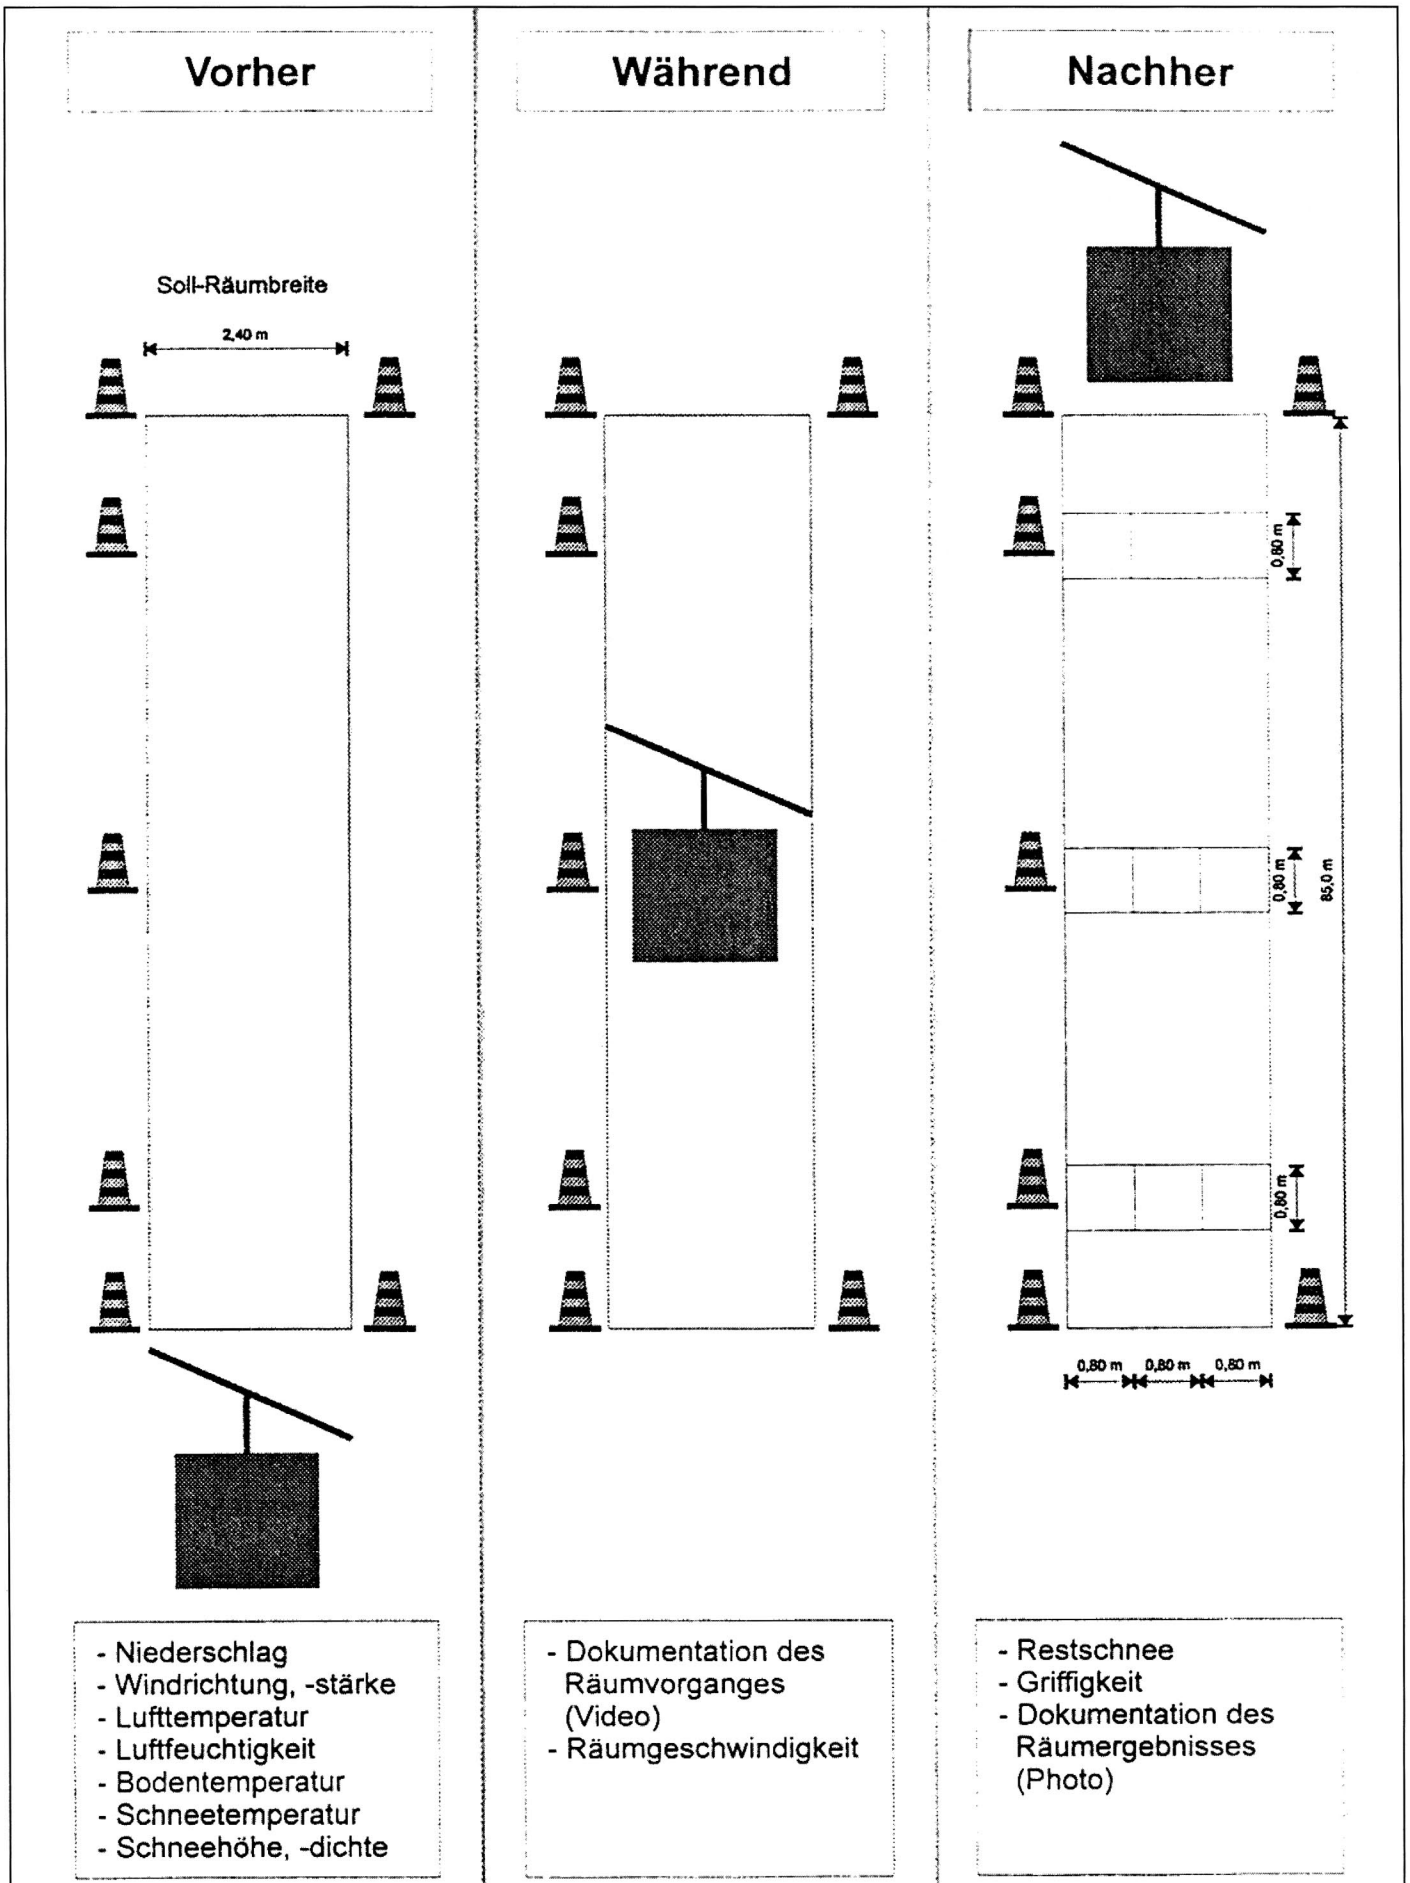 Vorher
Während
Nachher
Soll-Räumbreite
2,40 m
0,80 m
0,80 m
85,0 m
0,80 m
0,80 m 0,80 m 0,80 m
- Niederschlag
- Windrichtung, -stärke
- Lufttemperatur
- Luftfeuchtigkeit
- Bodentemperatur
- Schneetemperatur
- Schneehöhe, -dichte
- Dokumentation des
Räumvorganges
(Video)
- Räumgeschwindigkeit
- Restschnee
- Griffigkeit
- Dokumentation des
Räumergebnisses
(Photo)